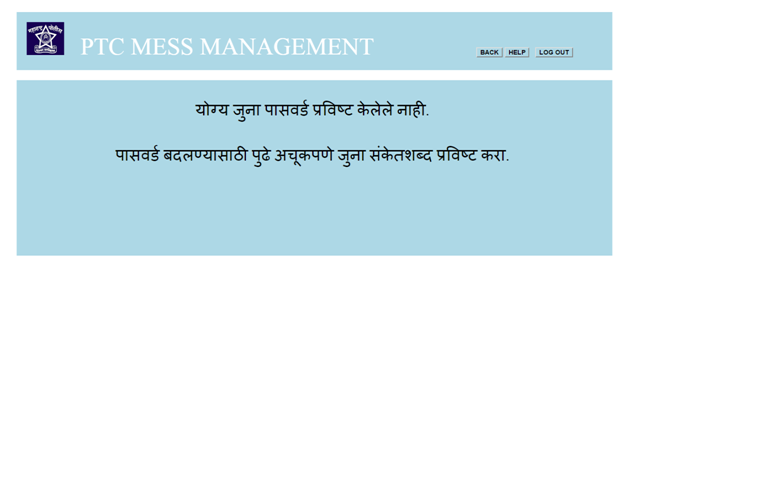 PTC MESS MANAGEMENT
BACK HELP LOG OUT
योग्य जुना पासवर्ड प्रविष्ट केलेले नाही.
पासवर्ड बदलण्यासाठी पुढे अचूकपणे जुना संकेतशब्द प्रविष्ट करा.